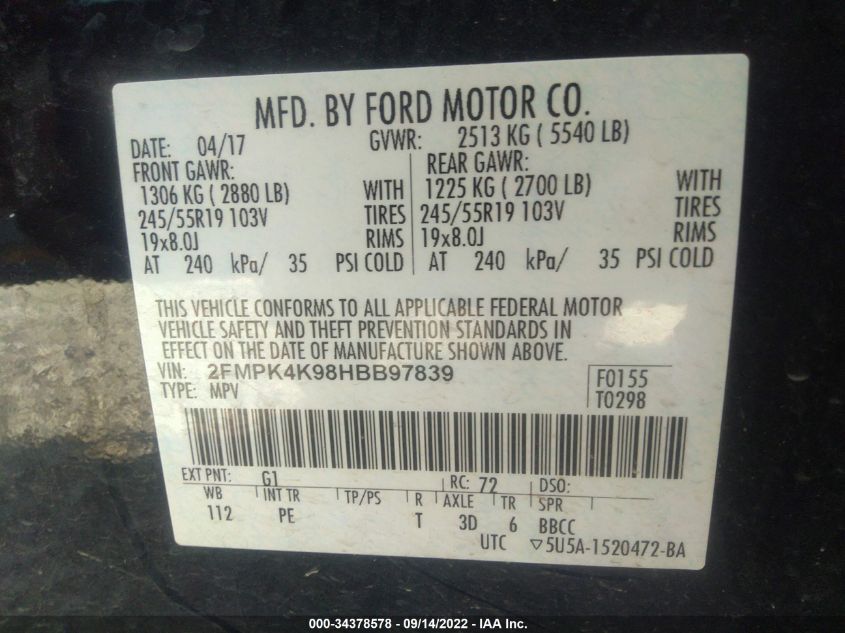 MFD. BY FORD MOTOR CO.
DATE: 04/17 GVWR: 2513 KG ( 5540 LB)
FRONT GAWR: REAR GAWR:
1306 KG ( 2880 LB) WITH 1225 KG ( 2700 LB) WITH
245/55R19 103V TIRES 245/55R19 103V TIRES
19x8.0J RIMS 19x8.0J RIMS
AT 240 kPa/ 35 PSI COLD AT 240 kPa/ 35 PSI COLD
THIS VEHICLE CONFORMS TO ALL APPLICABLE FEDERAL MOTOR
VEHICLE SAFETY AND THEFT PREVENTION STANDARDS IN
EFFECT ON THE DATE OF MANUFACTURE SHOWN ABOVE.
VIN: 2FMPK4K98HBB97839 F0155
TYPE: MPV T0298
EXT PNT: G1 RC: 72 DSO:
WB INT TR TP/PS R AXLE TR SPR
112 PE T 3D 6 BBCC
UTC ▽5U5A-1520472-BA
000-34378578 - 09/14/2022 - IAA Inc.